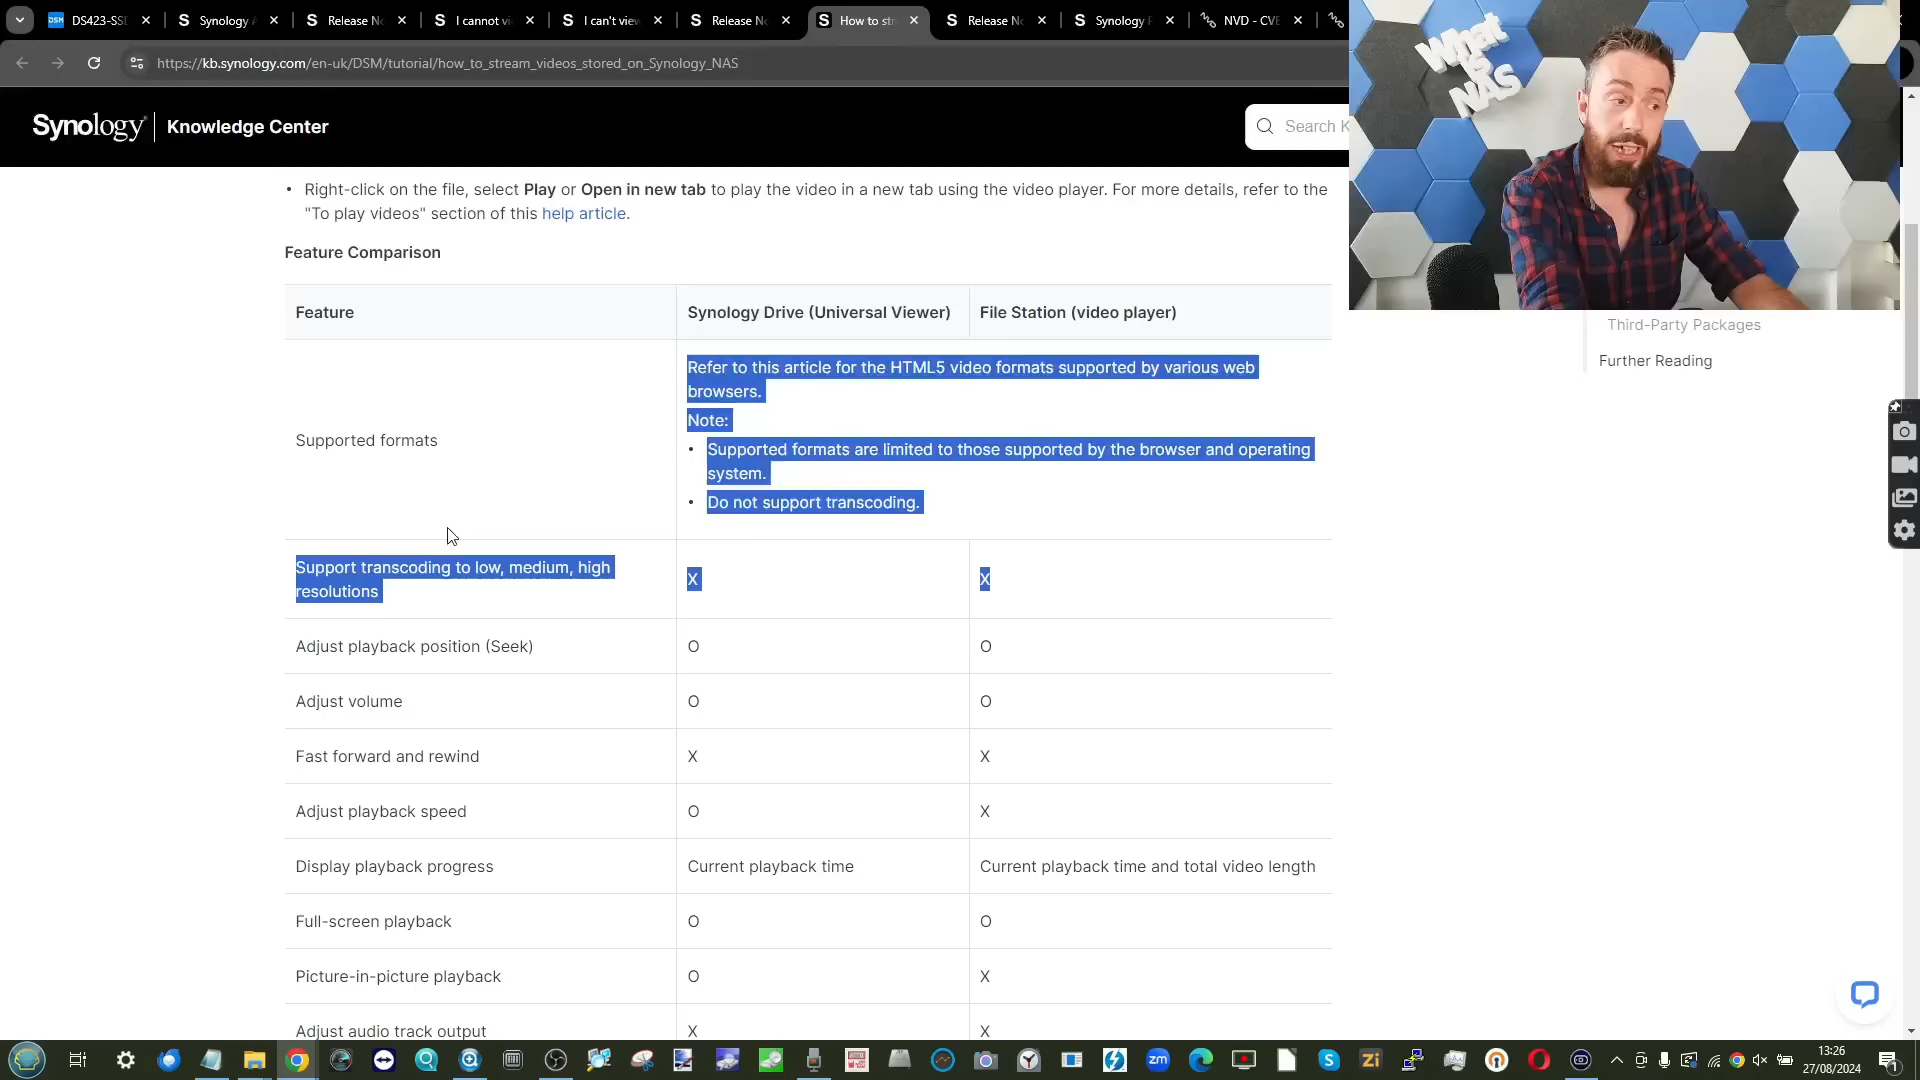 DS423-SS
Synology
Release N
I cannot vi
I can't view
Release N
How to st
Release N
Synology
NVD - CVE
https://kb.synology.com/en-uk/DSM/tutorial/how_to_stream_videos_stored_on_Synology_NAS
What
is
NAS
Synology
Knowledge Center
Search K
• Right-click on the file, select Play or Open in new tab to play the video in a new tab using the video player. For more details, refer to the
"To play videos" section of this help article.
Feature Comparison
Feature
Synology Drive (Universal Viewer)
File Station (video player)
Third-Party Packages
Further Reading
Supported formats
Refer to this article for the HTML5 video formats supported by various web
browsers.
Note:
• Supported formats are limited to those supported by the browser and operating
system.
• Do not support transcoding.
Support transcoding to low, medium, high
resolutions
X
X
Adjust playback position (Seek)
O
O
Adjust volume
O
O
Fast forward and rewind
X
X
Adjust playback speed
O
X
Display playback progress
Current playback time
Current playback time and total video length
Full-screen playback
O
O
Picture-in-picture playback
O
X
Adjust audio track output
X
X
zm
Zi
13:26
27/08/2024